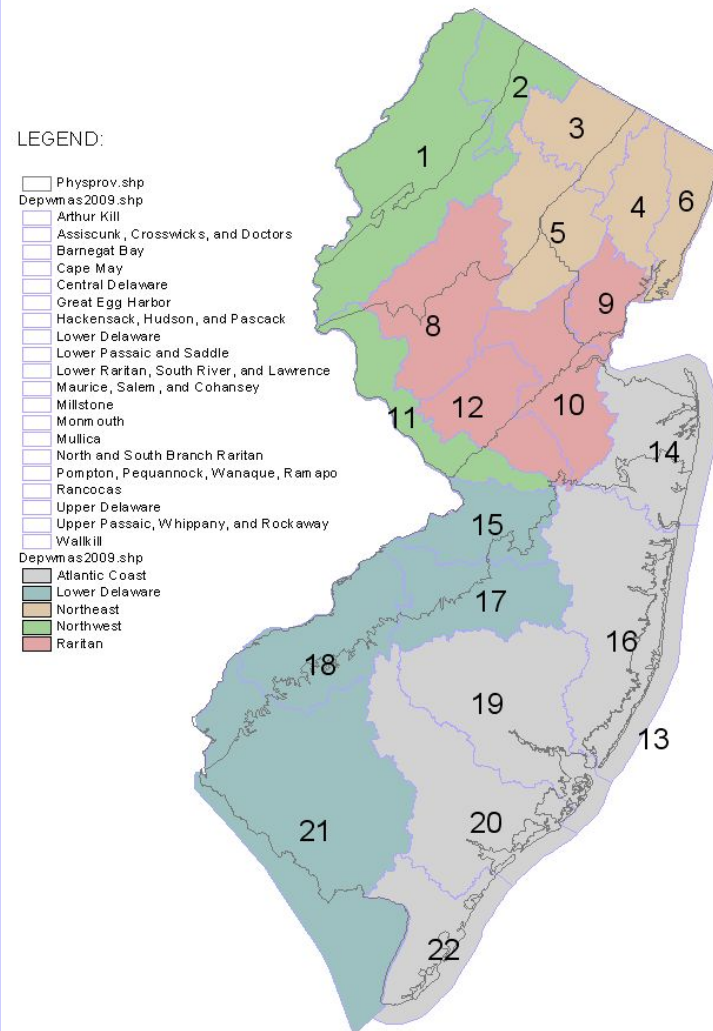 LEGEND:
Physprov.shp
Depwmas2009.shp
Arthur Kill
Assiscunk, Crosswicks, and Doctors
Barnegat Bay
Cape May
Central Delaware
Great Egg Harbor
Hackensack, Hudson, and Pascack
Lower Delaware
Lower Passaic and Saddle
Lower Raritan, South River, and Lawrence
Maurice, Salem, and Cohansey
Millstone
Monmouth
Mullica
North and South Branch Raritan
Pompton, Pequannock, Wanaque, Ramapo
Rancocas
Upper Delaware
Upper Passaic, Whippany, and Rockaway
Wallkill
Depwmas2009.shp
Atlantic Coast
Lower Delaware
Northeast
Northwest
Raritan
2
3
1
4
6
5
9
8
12
10
11
14
15
17
16
18
19
13
20
21
22